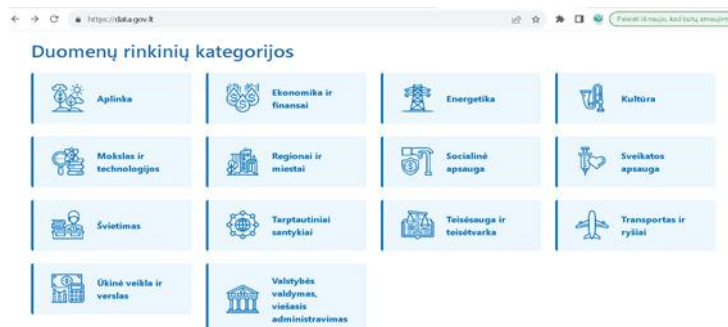 https://data.gov.lt
Duomenų rinkinių kategorijos
Aplinka
Ekonomika ir
finansai
Energetika
Kultūra
Mokslas ir
technologijos
Regionai ir
miestai
Socialinė
apsauga
Sveikatos
apsauga
Švietimas
Tarptautiniai
santykiai
Teisėsauga ir
teisėtvarka
Transportas ir
ryšiai
Ūkinė veikla ir
verslas
Valstybės
valdymas,
viešasis
administravimas